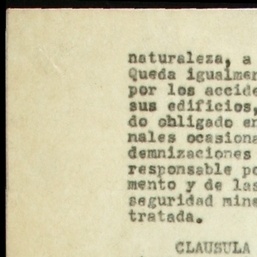 naturaleza, a
Queda igualmen
por los accide
sus edificios,
do obligado en
nales ocasiona
demnizaciones
responsable po
mento y de las
seguridad mine
tratada.
CLAUSULA